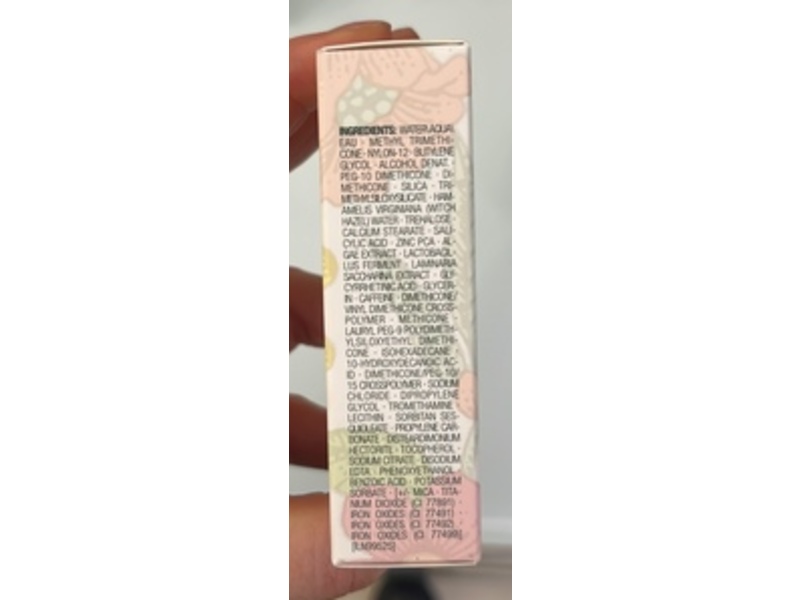 INGREDIENTS: WATER\AQUA\
EAU · METHYL TRIMETHI-
CONE · NYLON-12 · BUTYLENE
GLYCOL · ALCOHOL DENAT. ·
PEG-10 DIMETHICONE · DI-
METHICONE · SILICA · TRI-
METHYLSILOXYSILICATE · HAM-
AMELIS VIRGINIANA (WITCH
HAZEL) WATER · TREHALOSE ·
CALCIUM STEARATE · SALI-
CYLIC ACID · ZINC PCA · AL-
GAE EXTRACT · LACTOBACIL-
LUS FERMENT · LAMINARIA
SACCHARINA EXTRACT · GLY-
CYRRHETINIC ACID · GLYCER-
IN · CAFFEINE · DIMETHICONE/
VINYL DIMETHICONE CROSS-
POLYMER · METHICONE ·
LAURYL PEG-9 POLYDIMETH-
YLSILOXYETHYL DIMETHI-
CONE · ISOHEXADECANE ·
10-HYDROXYDECANOIC AC-
ID · DIMETHICONE/PEG-10/
15 CROSSPOLYMER · SODIUM
CHLORIDE · DIPROPYLENE
GLYCOL · TROMETHAMINE ·
LECITHIN · SORBITAN SES-
QUIOLEATE · PROPYLENE CAR-
BONATE · DISTEARDIMONIUM
HECTORITE · TOCOPHEROL ·
SODIUM CITRATE · DISODIUM
EDTA · PHENOXYETHANOL ·
BENZOIC ACID · POTASSIUM
SORBATE · [+/- MICA · TITA-
NIUM DIOXIDE (CI 77891) ·
IRON OXIDES (CI 77491) ·
IRON OXIDES (CI 77492) ·
IRON OXIDES (CI 77499)]
[ILN39525]